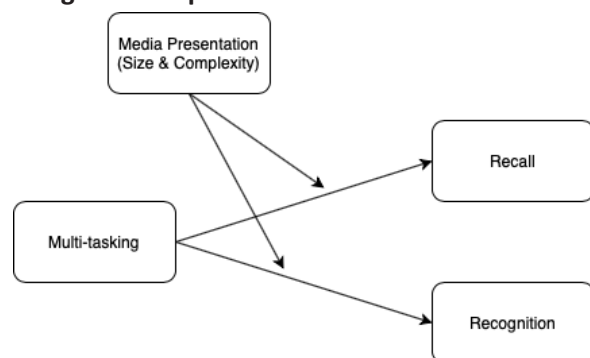 Media Presentation
(Size & Complexity)
Recall
Multi-tasking
Recognition